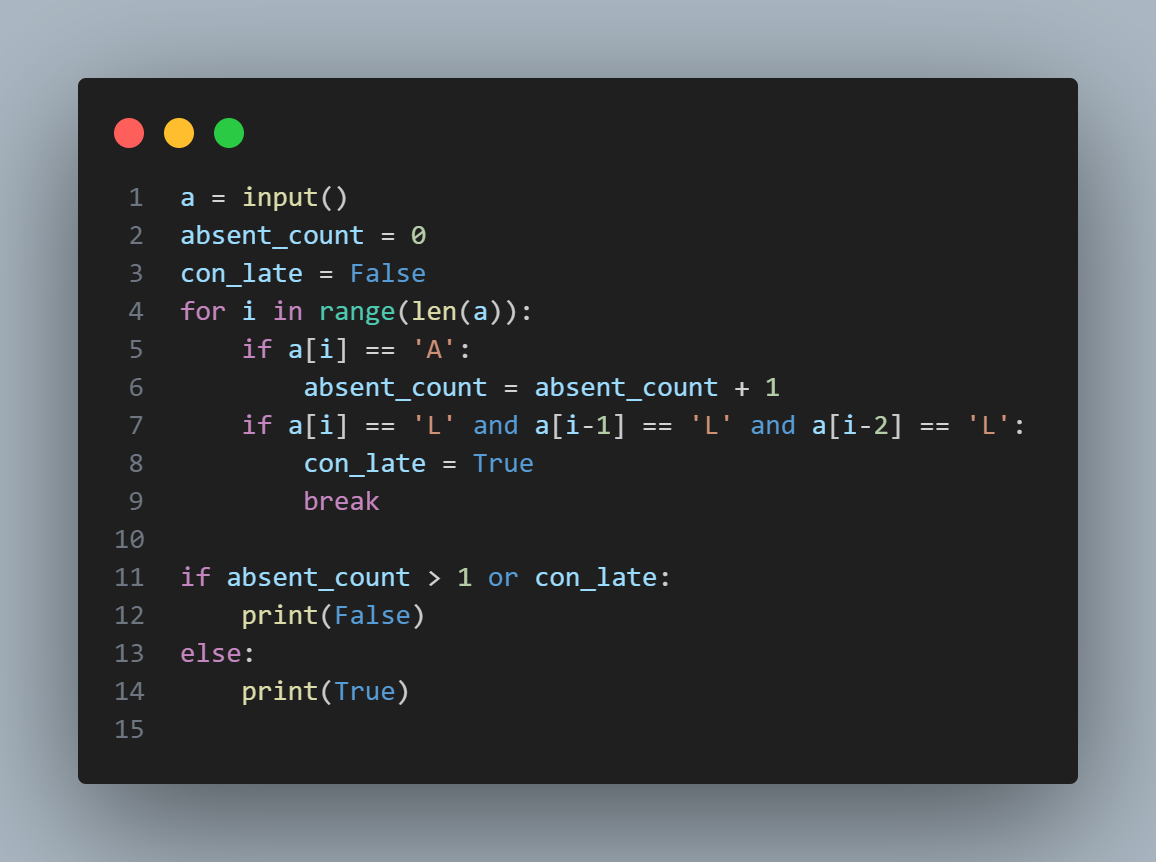 1 a = input()
2 absent_count = 0
3 con_late = False
4 for i in range(len(a)):
5     if a[i] == 'A':
6         absent_count = absent_count + 1
7     if a[i] == 'L' and a[i-1] == 'L' and a[i-2] == 'L':
8         con_late = True
9         break
10
11 if absent_count > 1 or con_late:
12     print(False)
13 else:
14     print(True)
15